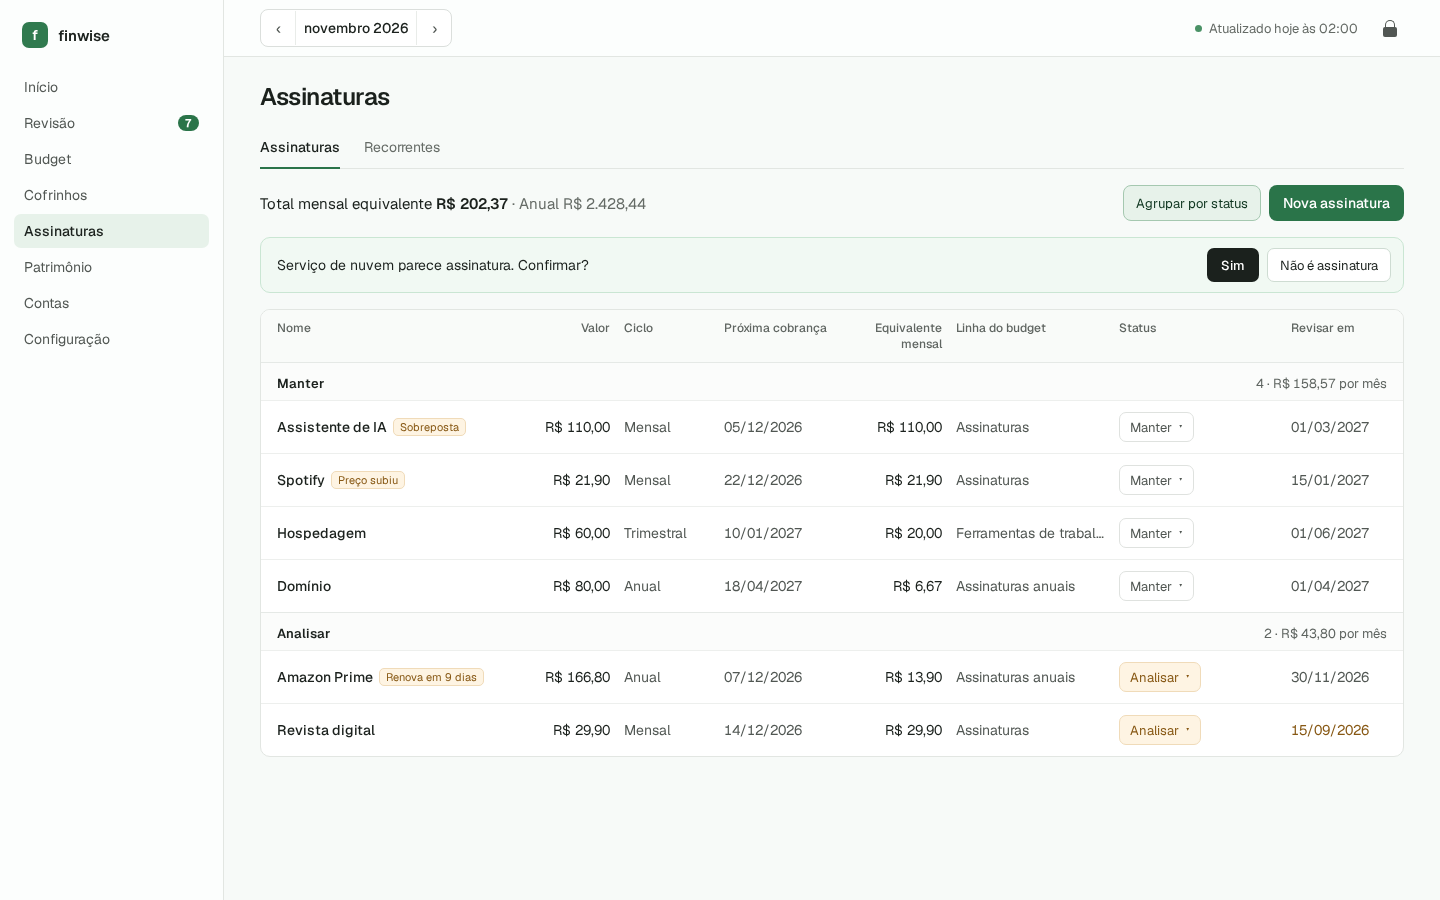 f finwise
‹ novembro 2026 ›
Atualizado hoje às 02:00
Início
Revisão 7
Budget
Cofrinhos
Assinaturas
Patrimônio
Contas
Configuração
Assinaturas
Assinaturas Recorrentes
Total mensal equivalente R$ 202,37 · Anual R$ 2.428,44
Agrupar por status Nova assinatura
Serviço de nuvem parece assinatura. Confirmar? Sim Não é assinatura
Nome Valor Ciclo Próxima cobrança Equivalente mensal Linha do budget Status Revisar em
Manter 4 · R$ 158,57 por mês
Assistente de IA Sobreposta R$ 110,00 Mensal 05/12/2026 R$ 110,00 Assinaturas Manter 01/03/2027
Spotify Preço subiu R$ 21,90 Mensal 22/12/2026 R$ 21,90 Assinaturas Manter 15/01/2027
Hospedagem R$ 60,00 Trimestral 10/01/2027 R$ 20,00 Ferramentas de trabal… Manter 01/06/2027
Domínio R$ 80,00 Anual 18/04/2027 R$ 6,67 Assinaturas anuais Manter 01/04/2027
Analisar 2 · R$ 43,80 por mês
Amazon Prime Renova em 9 dias R$ 166,80 Anual 07/12/2026 R$ 13,90 Assinaturas anuais Analisar 30/11/2026
Revista digital R$ 29,90 Mensal 14/12/2026 R$ 29,90 Assinaturas Analisar 15/09/2026